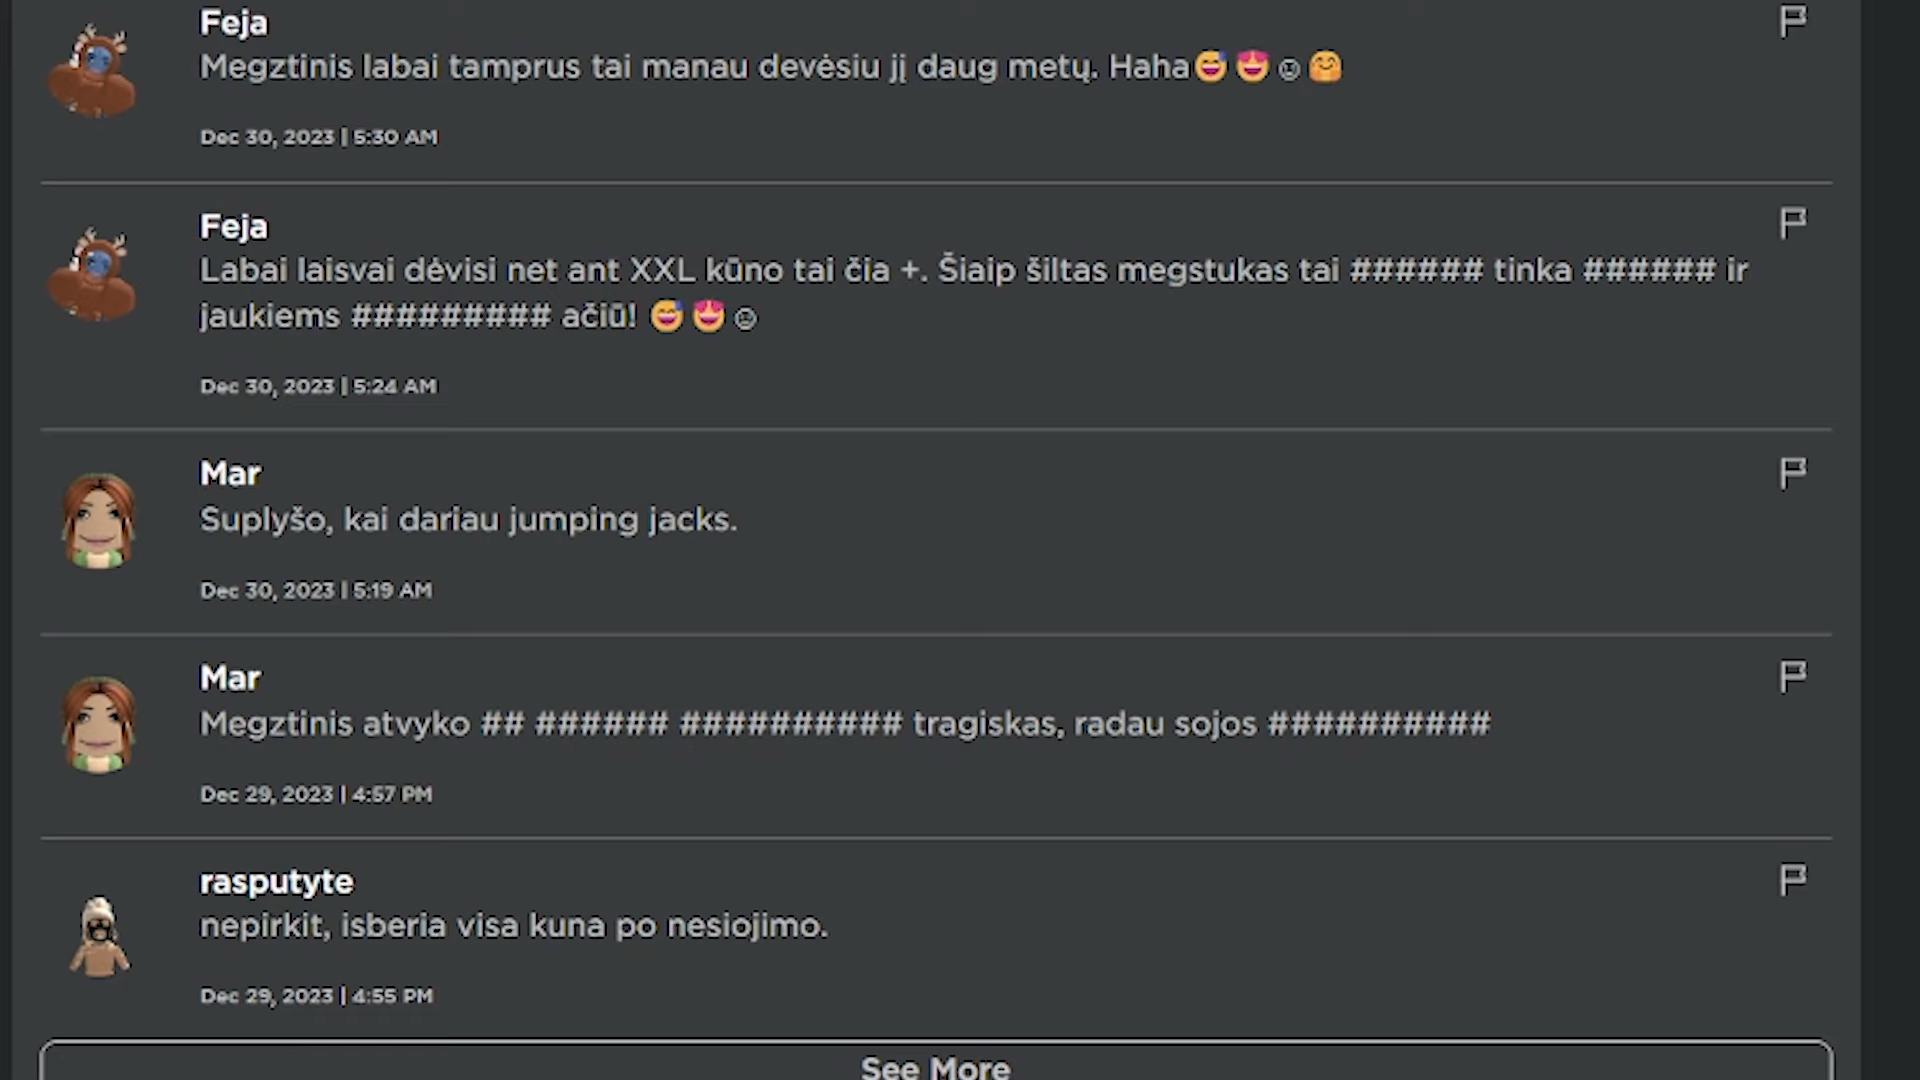 Feja
Megztinis labai tamprus tai manau devėsiu jį daug metų. Haha😅😍☺🤗
Dec 30, 2023 | 5:30 AM
Feja
Labai laisvai dėvisi net ant XXL kūno tai čia +. Šiaip šiltas megstukas tai ###### tinka ###### ir
jaukiems ######### ačiū! 😅😍☹
Dec 30, 2023 | 5:24 AM
Mar
Suplyšo, kai dariau jumping jacks.
Dec 30, 2023 | 5:19 AM
Mar
Megztinis atvyko ## ###### ########## tragiskas, radau sojos ##########
Dec 29, 2023 | 4:57 PM
rasputyte
nepirkit, isberia visa kuna po nesiojimo.
Dec 29, 2023 | 4:55 PM
See More